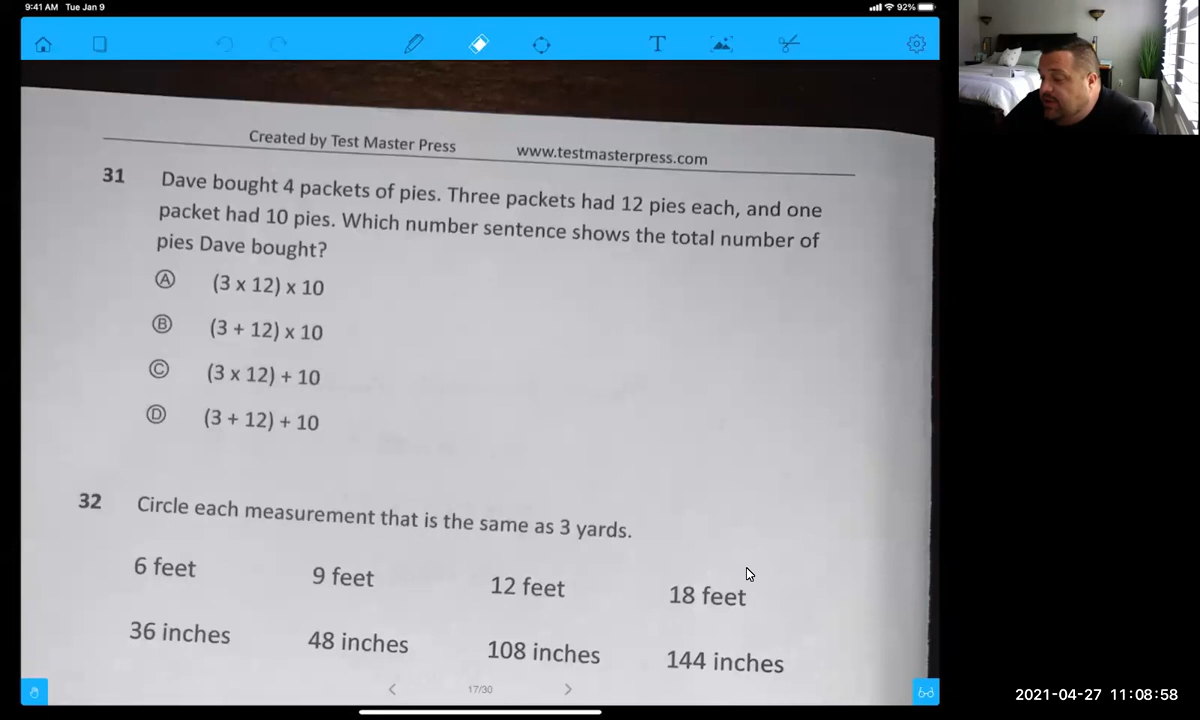 9:41 AM Tue Jan 9
92%
T
Created by Test Master Press www.testmasterpress.com
31 Dave bought 4 packets of pies. Three packets had 12 pies each, and one
packet had 10 pies. Which number sentence shows the total number of
pies Dave bought?
A (3 x 12) x 10
B (3 + 12) x 10
C (3 x 12) + 10
D (3 + 12) + 10
32 Circle each measurement that is the same as 3 yards.
6 feet 9 feet 12 feet 18 feet
36 inches 48 inches 108 inches 144 inches
17/30
2021-04-27 11:08:58